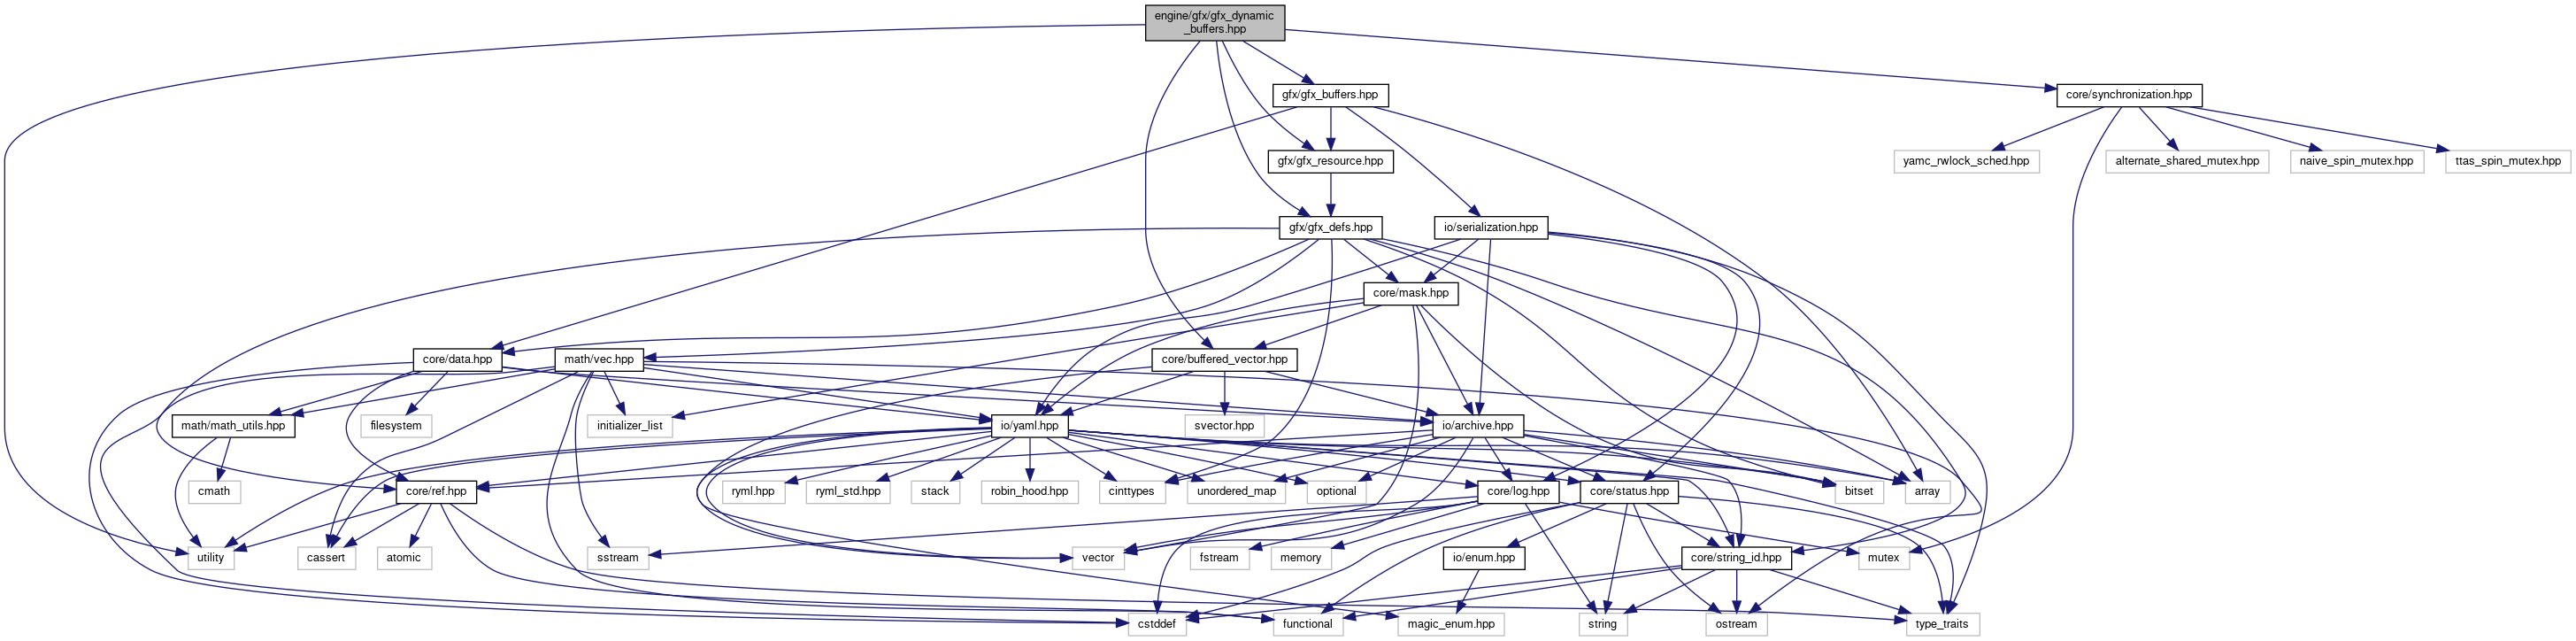 engine/gfx/gfx_dynamic
_buffers.hpp
gfx/gfx_buffers.hpp
core/synchronization.hpp
gfx/gfx_resource.hpp
yamc_rwlock_sched.hpp
alternate_shared_mutex.hpp
naive_spin_mutex.hpp
ttas_spin_mutex.hpp
gfx/gfx_defs.hpp
io/serialization.hpp
core/mask.hpp
core/data.hpp
math/vec.hpp
core/buffered_vector.hpp
math/math_utils.hpp
filesystem
initializer_list
io/yaml.hpp
svector.hpp
io/archive.hpp
cmath
core/ref.hpp
ryml.hpp
ryml_std.hpp
stack
robin_hood.hpp
cinttypes
unordered_map
optional
core/log.hpp
core/status.hpp
bitset
array
utility
cassert
atomic
sstream
vector
fstream
memory
io/enum.hpp
core/string_id.hpp
mutex
cstddef
functional
magic_enum.hpp
string
ostream
type_traits